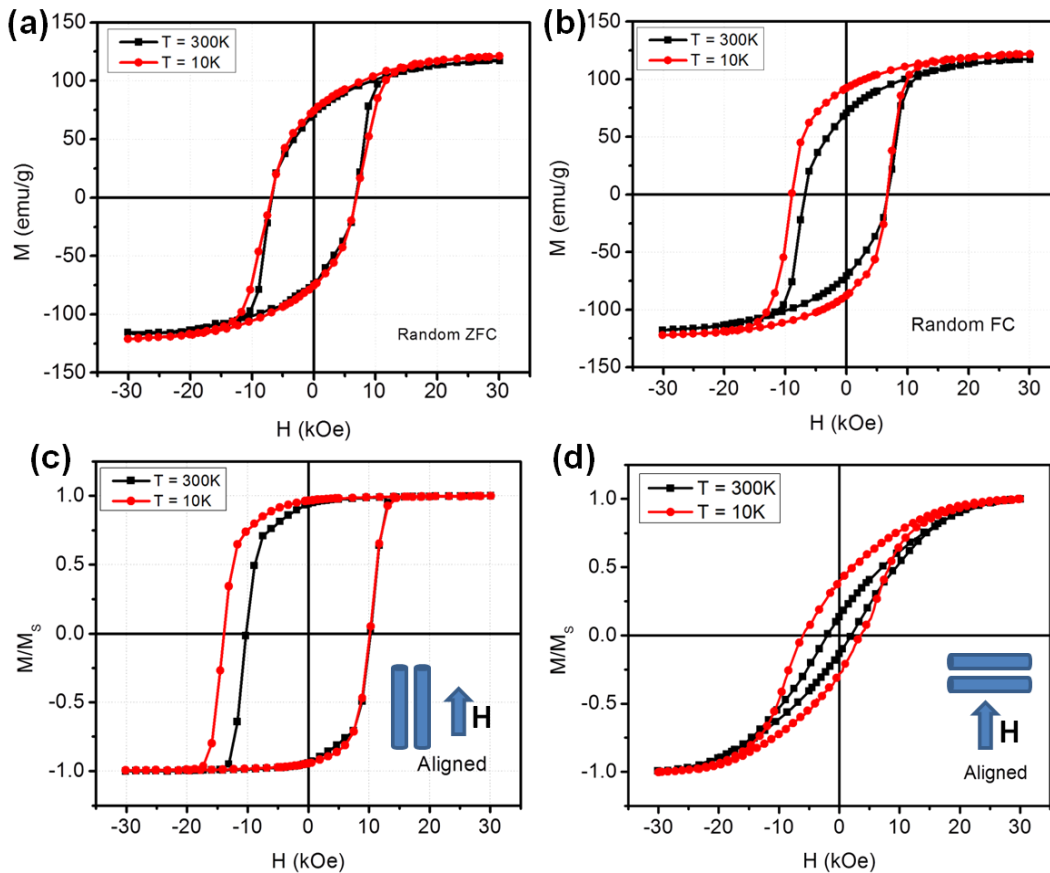 (a)
T = 300K
T = 10K
150
100
50
0
-50
-100
-150
M (emu/g)
-30 -20 -10 0 10 20 30
H (kOe)
Random ZFC
(b)
T = 300K
T = 10K
150
100
50
0
-50
-100
-150
M (emu/g)
-30 -20 -10 0 10 20 30
H (kOe)
Random FC
(c)
T = 300K
T = 10K
1.0
0.5
0.0
-0.5
-1.0
M/Ms
H
Aligned
-30 -20 -10 0 10 20 30
H (kOe)
(d)
T = 300K
T = 10K
1.0
0.5
0.0
-0.5
-1.0
M/Ms
H
Aligned
-30 -20 -10 0 10 20 30
H (kOe)